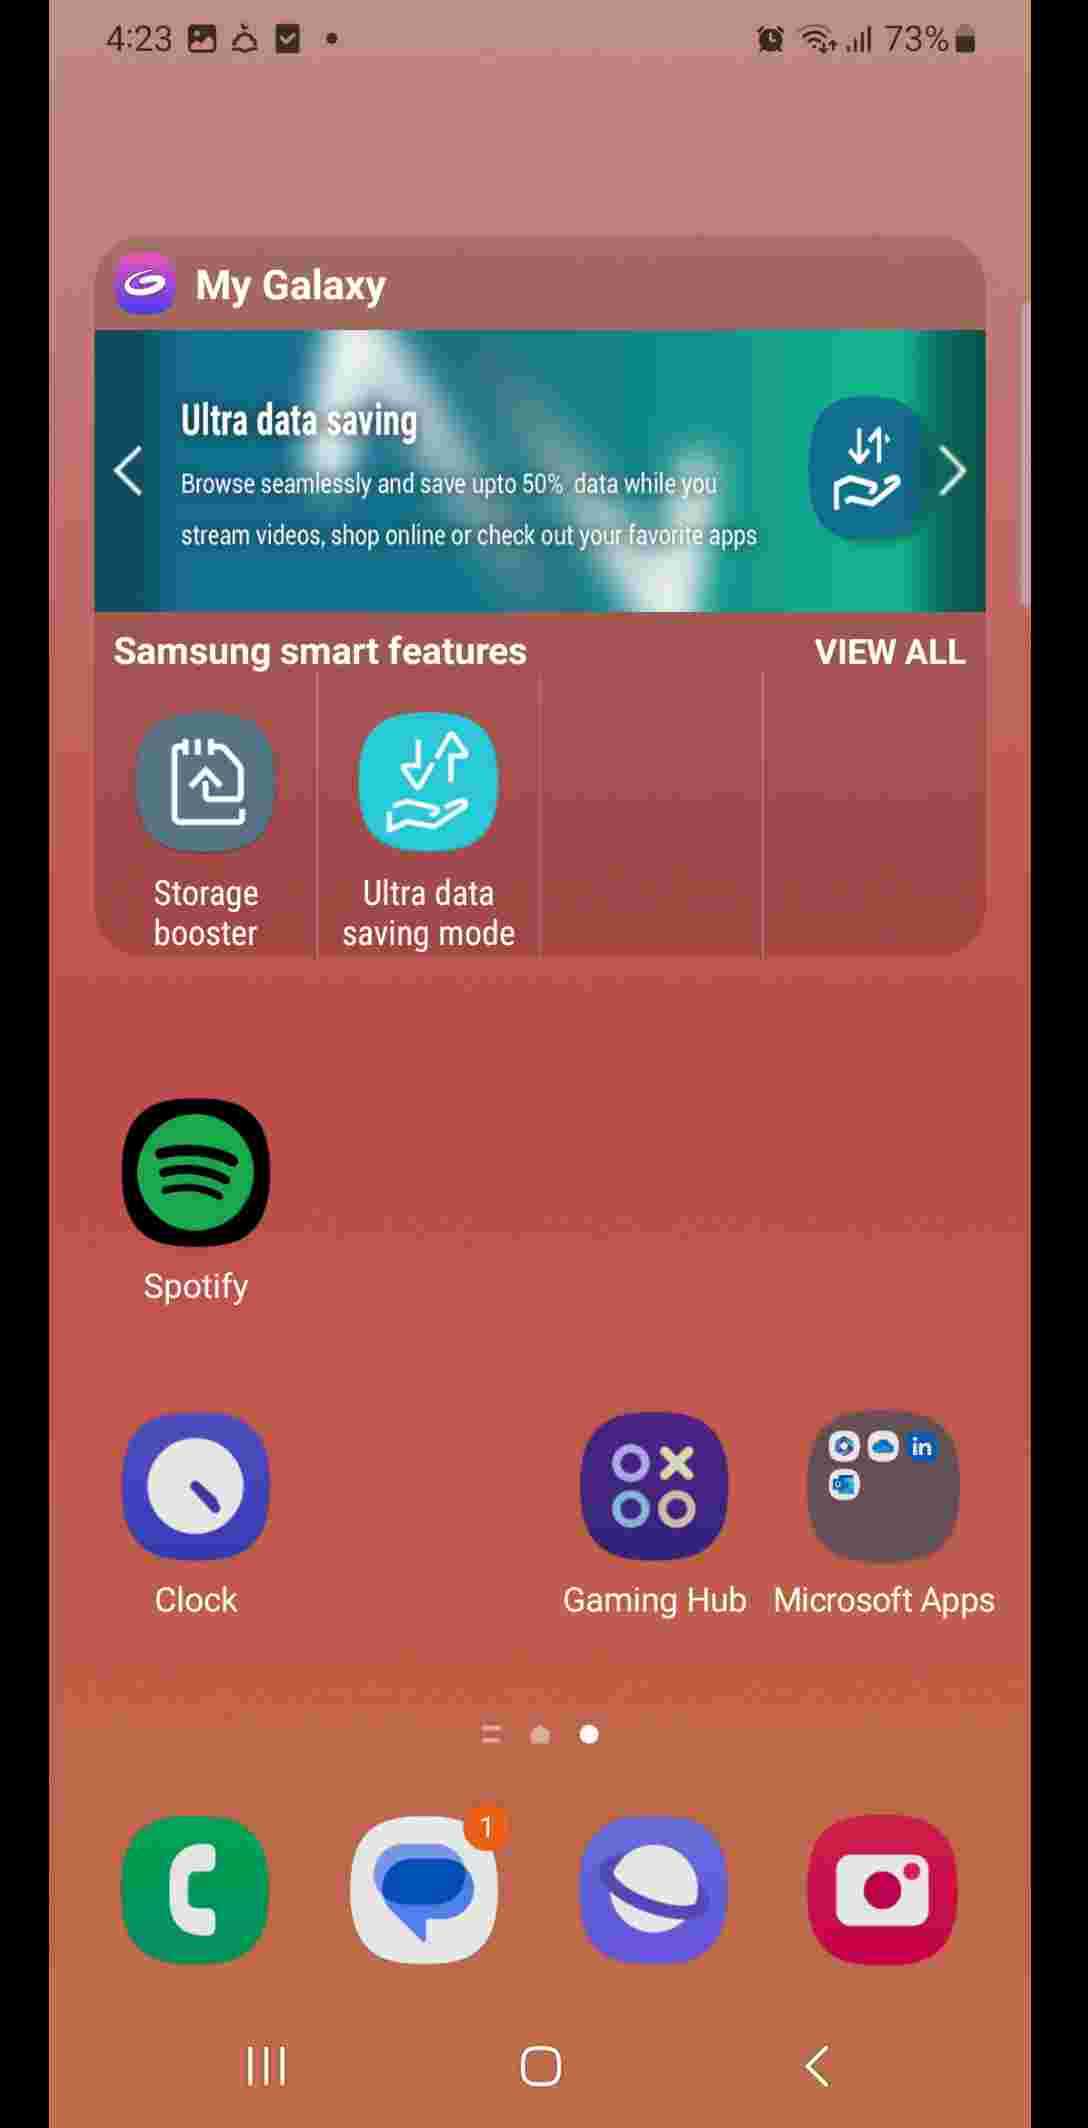 4:23 73%
My Galaxy
Ultra data saving
Browse seamlessly and save upto 50% data while you
stream videos, shop online or check out your favorite apps
Samsung smart features VIEW ALL
Storage
booster
Ultra data
saving mode
Spotify
in
Clock
Gaming Hub
Microsoft Apps
1